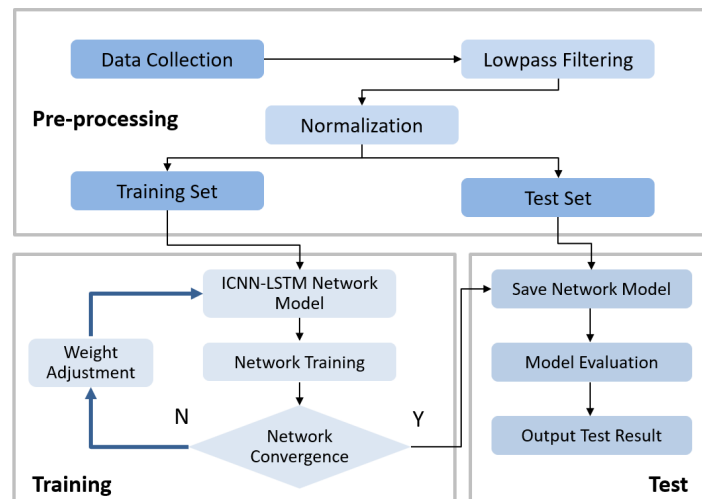 Data Collection
Lowpass Filtering
Pre-processing
Normalization
Training Set
Test Set
ICNN-LSTM Network
Model
Save Network Model
Weight
Adjustment
Network Training
Model Evaluation
N
Y
Network
Convergence
Output Test Result
Training
Test